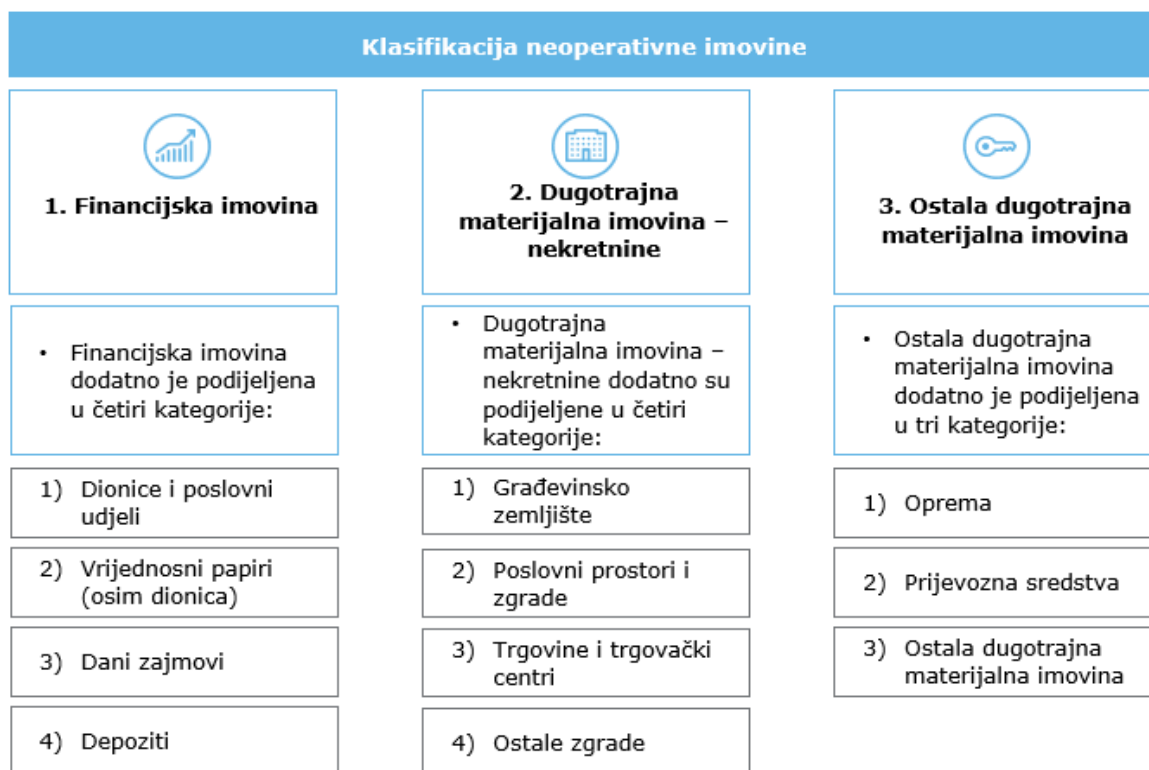 Klasifikacija neoperativne imovine
1. Financijska imovina
• Financijska imovina
dodatno je podijeljena
u četiri kategorije:
1) Dionice i poslovni
udjeli
2) Vrijednosni papiri
(osim dionica)
3) Dani zajmovi
4) Depoziti
2. Dugotrajna
materijalna imovina –
nekretnine
• Dugotrajna
materijalna imovina –
nekretnine dodatno su
podijeljene u četiri
kategorije:
1) Građevinsko
zemljište
2) Poslovni prostori i
zgrade
3) Trgovine i trgovački
centri
4) Ostale zgrade
3. Ostala dugotrajna
materijalna imovina
• Ostala dugotrajna
materijalna imovina
dodatno je podijeljena
u tri kategorije:
1) Oprema
2) Prijevozna sredstva
3) Ostala dugotrajna
materijalna imovina